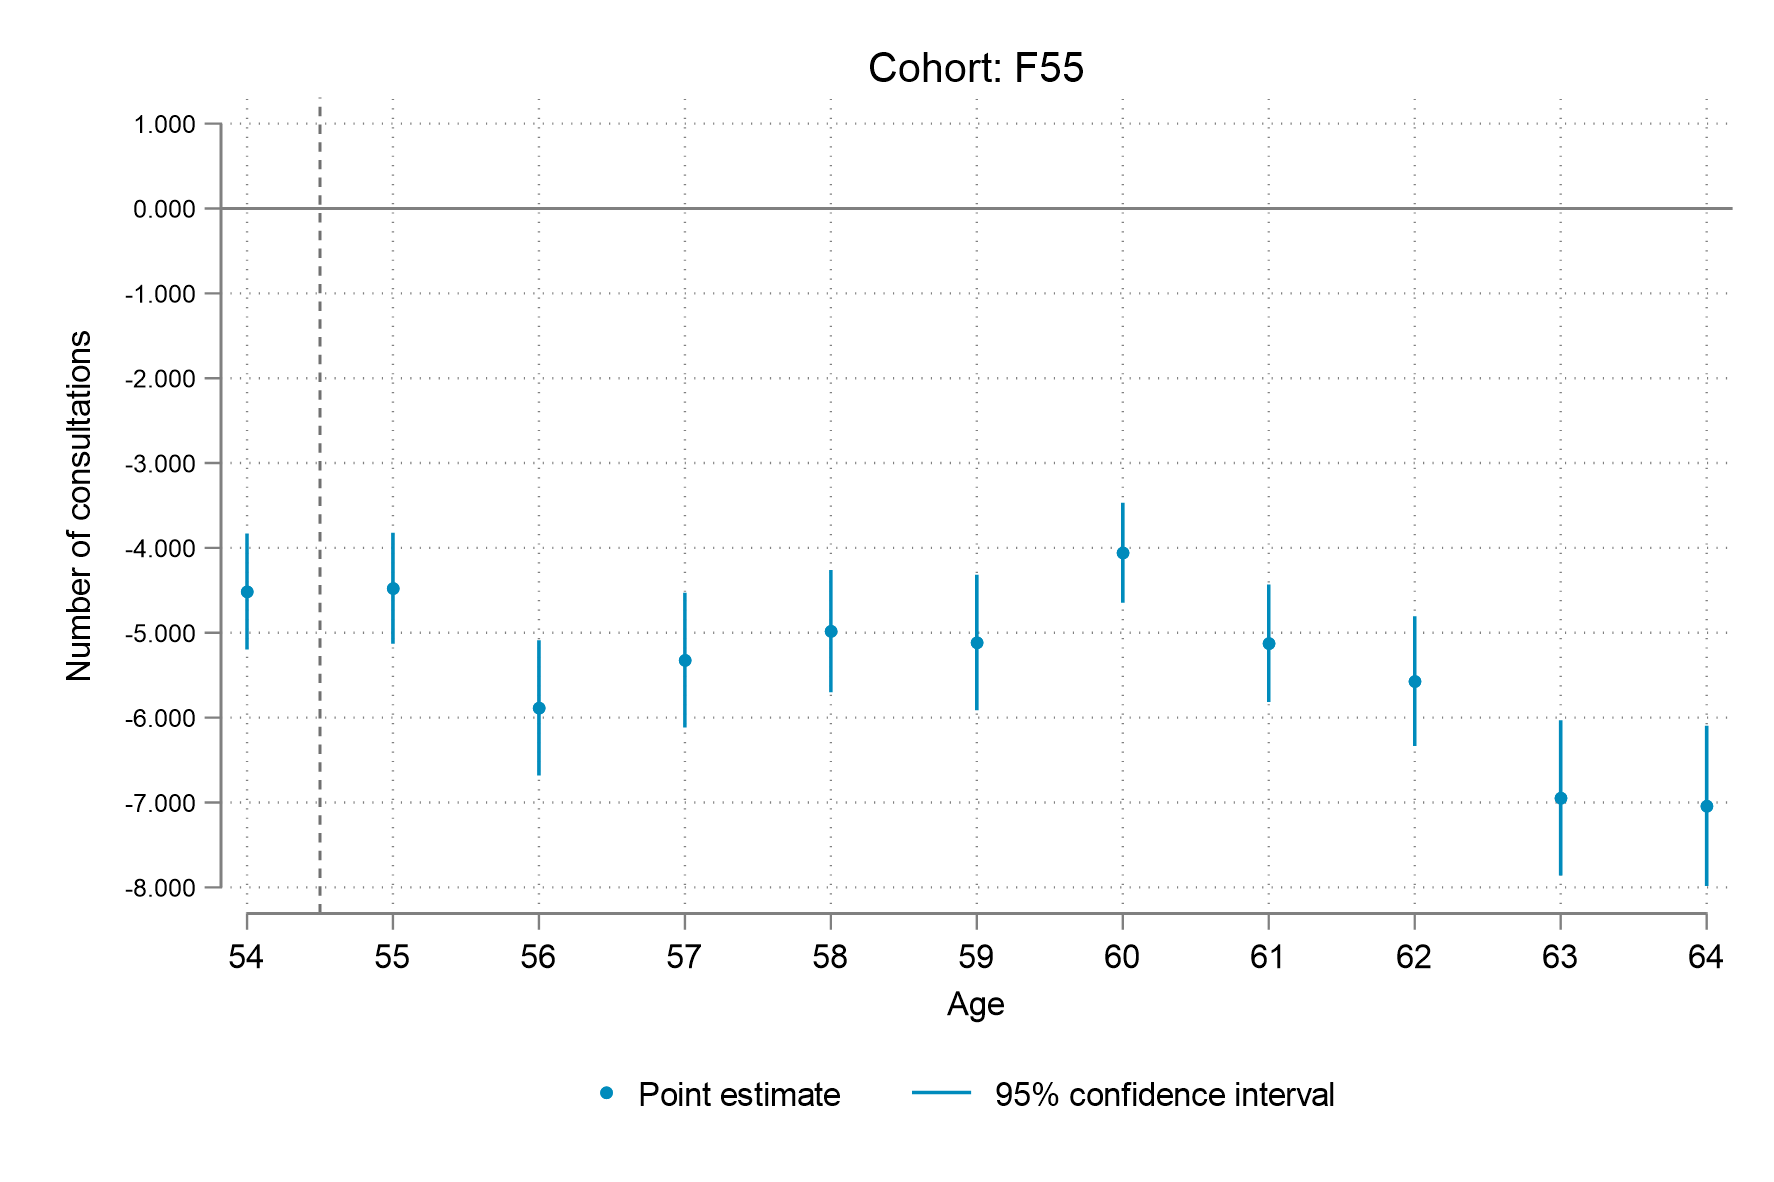 Cohort: F55
1.000
0.000
-1.000
-2.000
-3.000
-4.000
-5.000
-6.000
-7.000
-8.000
Number of consultations
54 55 56 57 58 59 60 61 62 63 64
Age
Point estimate 95% confidence interval